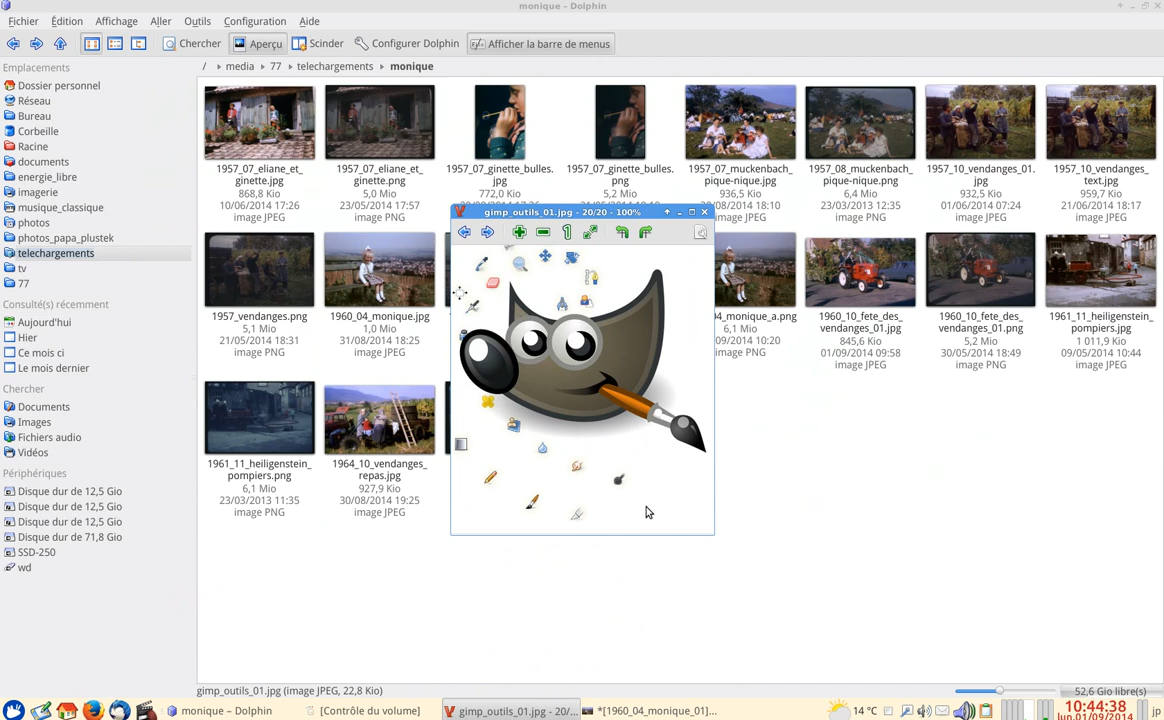 monique – Dolphin
Fichier Édition Affichage Aller Outils Configuration Aide
Chercher Aperçu Scinder Configurer Dolphin Afficher la barre de menus
Emplacements
Dossier personnel
Réseau
Bureau
Corbeille
Racine
documents
energie_libre
imagerie
musique_classique
photos
photos_papa_plustek
telechargements
tv
77
Consulté(s) récemment
Aujourd'hui
Hier
Ce mois ci
Le mois dernier
Chercher
Documents
Images
Fichiers audio
Vidéos
Périphériques
Disque dur de 12,5 Gio
Disque dur de 12,5 Gio
Disque dur de 12,5 Gio
Disque dur de 71,8 Gio
SSD-250
wd
/ media 77 telechargements monique
1957_07_eliane_et_
ginette.jpg
868,8 Kio
10/06/2014 17:26
image JPEG
1957_07_eliane_et_
ginette.png
5,0 Mio
23/05/2014 17:57
image PNG
1957_07_ginette_bulles.
jpg
772,0 Kio
1957_07_ginette_bulles.
png
5,2 Mio
1957_07_muckenbach_
pique-nique.jpg
936,5 Kio
/08/2014 18:10
image JPEG
1957_08_muckenbach_
pique-nique.png
6,4 Mio
23/03/2013 12:35
image PNG
1957_10_vendanges_01.
jpg
932,5 Kio
01/06/2014 07:24
image JPEG
1957_10_vendanges_
text.jpg
959,7 Kio
21/06/2014 18:17
image JPEG
1957_vendanges.png
5,1 Mio
21/05/2014 18:31
image PNG
1960_04_monique.jpg
1,0 Mio
31/08/2014 18:25
image JPEG
04_monique_a.png
6,1 Mio
/09/2014 10:20
image PNG
1960_10_fete_des_
vendanges_01.jpg
845,6 Kio
01/09/2014 09:58
image JPEG
1960_10_fete_des_
vendanges_01.png
5,2 Mio
30/05/2014 18:49
image PNG
1961_11_heiligenstein_
pompiers.jpg
1 011,9 Kio
09/05/2014 10:44
image JPEG
1961_11_heiligenstein_
pompiers.png
6,1 Mio
23/03/2013 11:35
image PNG
1964_10_vendanges_
repas.jpg
927,9 Kio
30/08/2014 19:25
image JPEG
gimp_outils_01.jpg - 20/20 - 100%
gimp_outils_01.jpg (image JPEG, 22,8 Kio)
52,6 Gio libre(s)
monique – Dolphin
[Contrôle du volume]
gimp_outils_01.jpg - 20/...
*[1960_04_monique_01]...
14 °C
10:44:38
lun.01/09/2014
jp